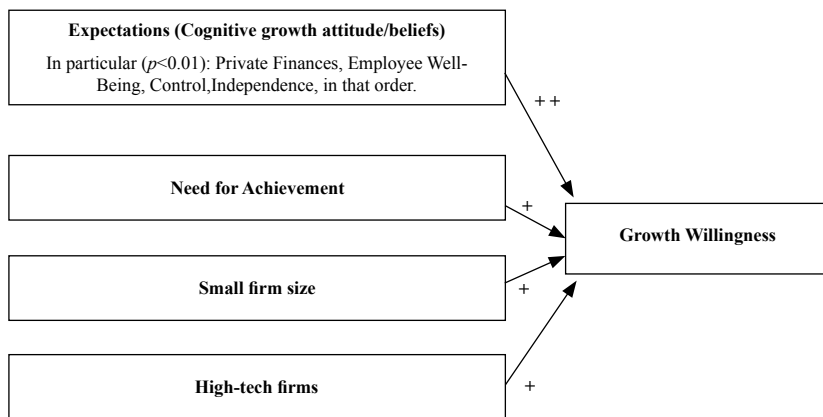 Expectations (Cognitive growth attitude/beliefs)
In particular (p<0.01): Private Finances, Employee Well-
Being, Control,Independence, in that order.
++
Need for Achievement
+
Growth Willingness
Small firm size
+
High-tech firms
+